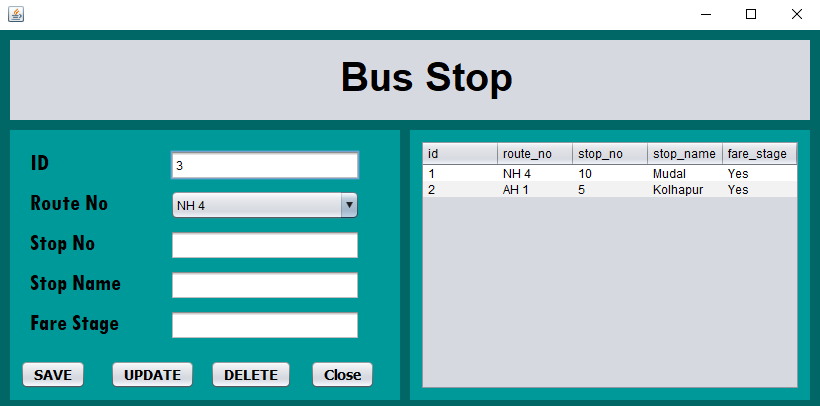 Bus Stop
ID 3
Route No NH 4
Stop No
Stop Name
Fare Stage
SAVE UPDATE DELETE Close
id route_no stop_no stop_name fare_stage
1 NH 4 10 Mudal Yes
2 AH 1 5 Kolhapur Yes